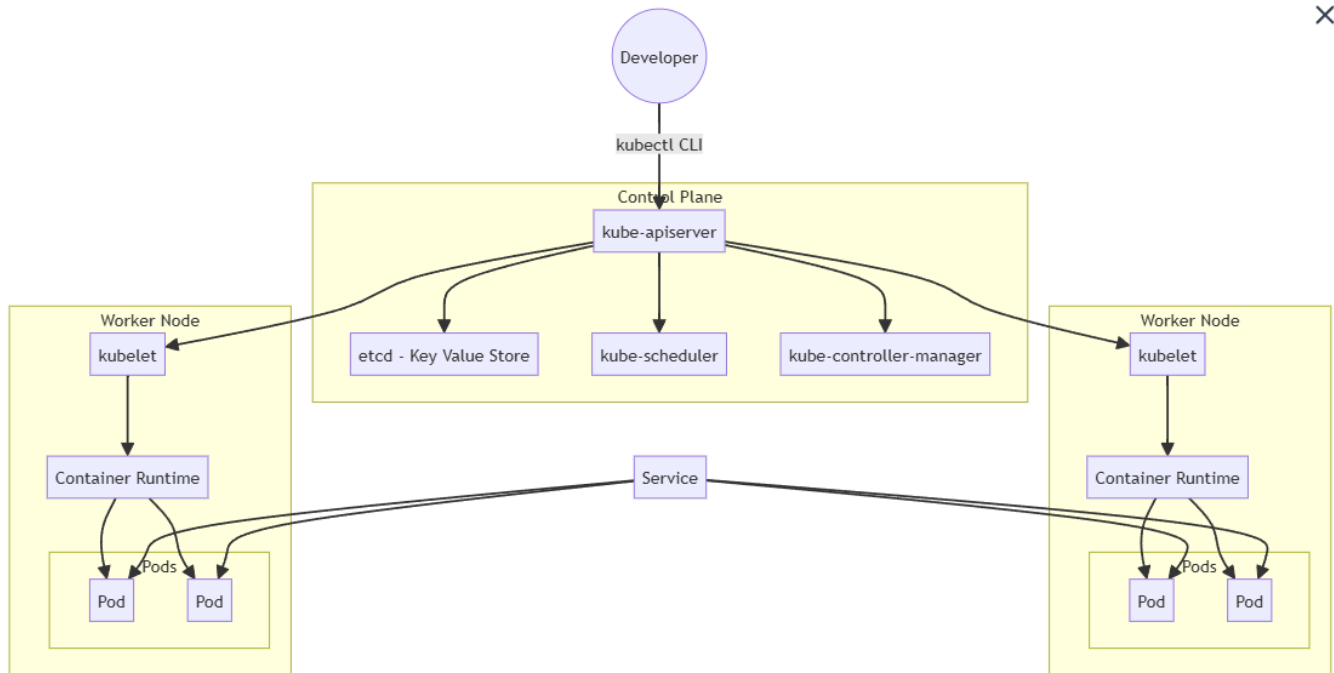 Developer
kubectl CLI
Control Plane
kube-apiserver
Worker Node
kubelet
etcd - Key Value Store
kube-scheduler
kube-controller-manager
Worker Node
kubelet
Container Runtime
Service
Container Runtime
Pods
Pod
Pod
Pods
Pod
Pod